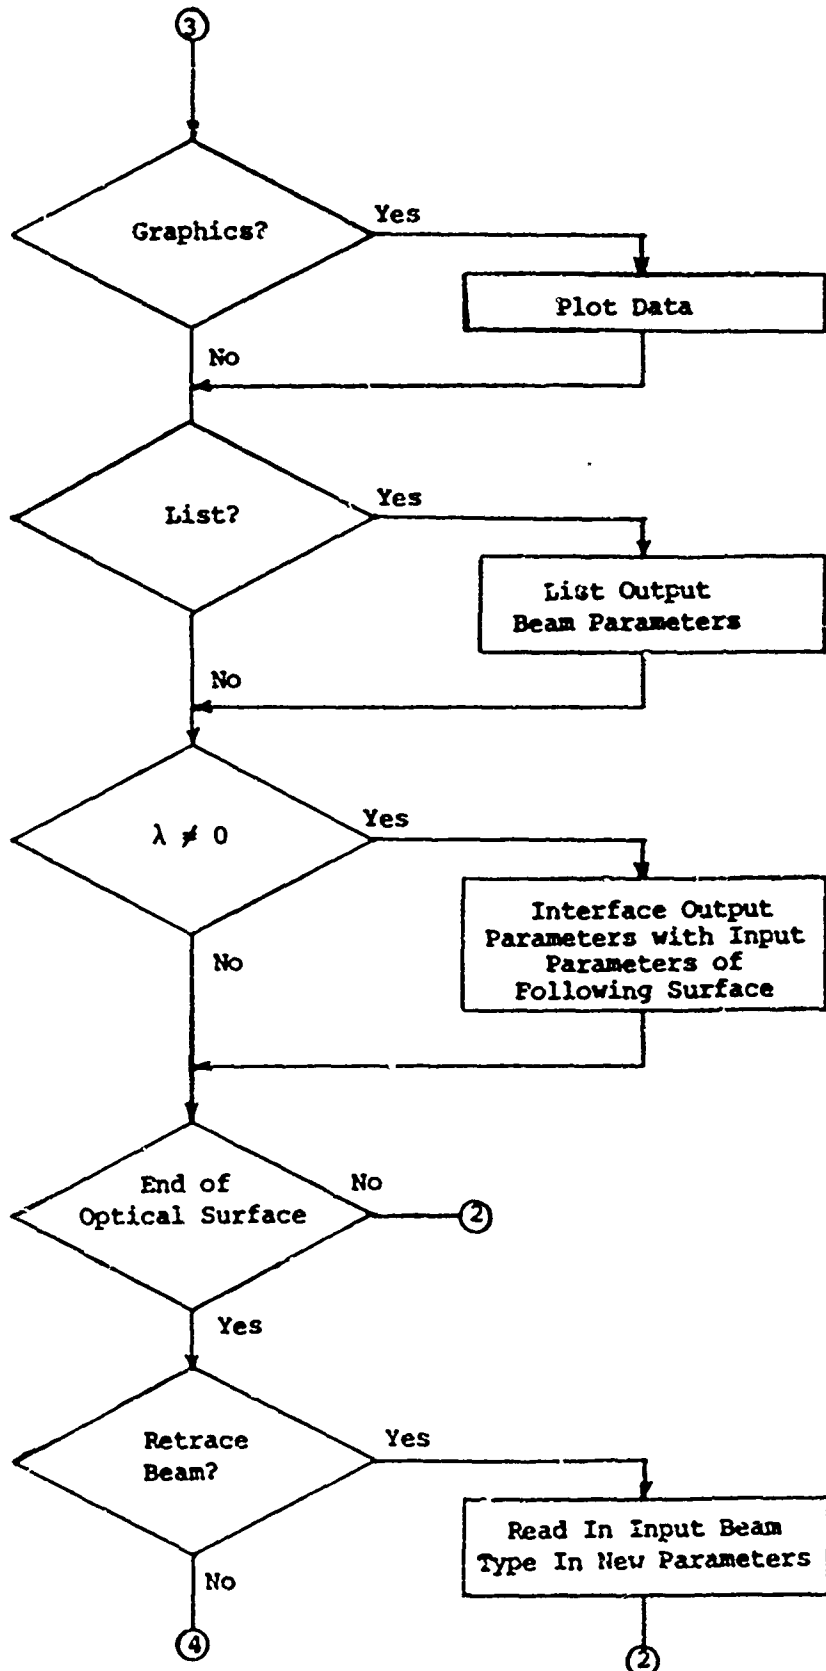 3
Graphics?
Yes
Plot Data
No
List?
Yes
List Output
Beam Parameters
No
λ ≠ 0
Yes
Interface Output
Parameters with Input
Parameters of
Following Surface
No
End of
Optical Surface
No
2
Yes
Retrace
Beam?
Yes
Read In Input Beam
Type In New Parameters
No
4
2